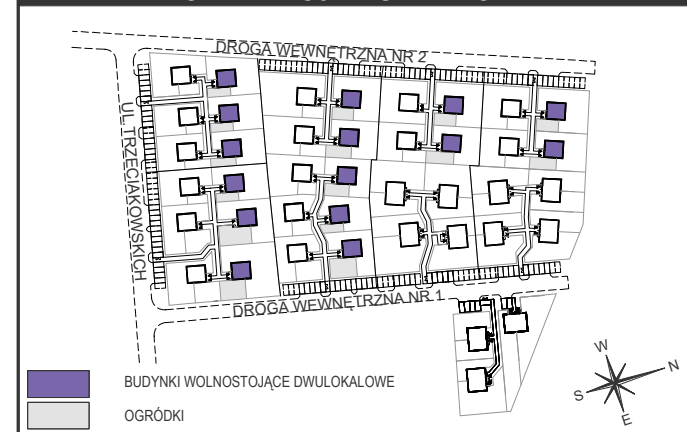 DROGA WEWNĘTRZNA NR 2
UL. TRZECIAKOWSKICH
DROGA WEWNĘTRZNA NR 1
BUDYNKI WOLNOSTOJĄCE DWULOKALOWE
OGRÓDKI
W
N
S
E